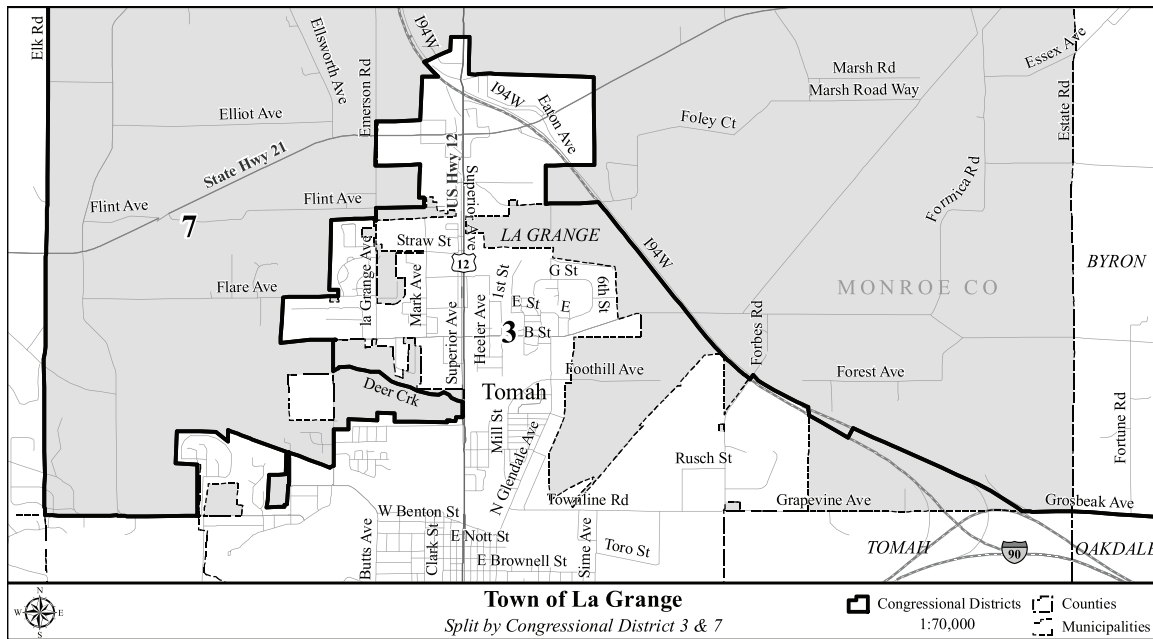 Elk Rd
Ellsworth Ave
Emerson Rd
I94W
I94W
Eaton Ave
Essex Ave
Marsh Rd
Marsh Road Way
Estate Rd
Foley Ct
Elliot Ave
State Hwy 21
US Hwy 12
Superior Ave
Formica Rd
Flint Ave
Flint Ave
7
LA GRANGE
Straw St
I94W
12
BYRON
la Grange Ave
Mark Ave
1st St
G St
6th St
Flare Ave
MONROE CO
E St
E
Superior Ave
Heeler Ave
3
B St
Forbes Rd
Foothill Ave
Forest Ave
Deer Crk
Tomah
Fortune Rd
Mill St
N Glendale Ave
Rusch St
Townline Rd
Grapevine Ave
Grosbeak Ave
W Benton St
Butts Ave
Clark St
E Nott St
Sime Ave
Toro St
TOMAH
90
OAKDALE
E Brownell St
N
W
E
S
Town of La Grange
Split by Congressional District 3 & 7
Congressional Districts
Counties
1:70,000
Municipalities